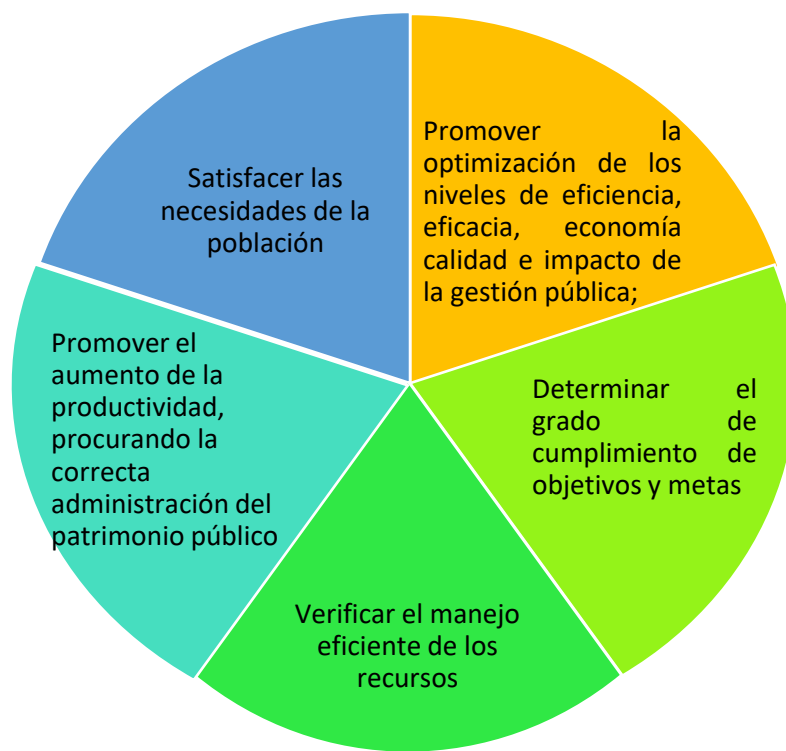 Promover la
optimización de los
niveles de eficiencia,
eficacia, economía
calidad e impacto de
la gestión pública;
Determinar el
grado de
cumplimiento de
objetivos y metas
Verificar el manejo
eficiente de los
recursos
Promover el
aumento de la
productividad,
procurando la
correcta
administración del
patrimonio público
Satisfacer las
necesidades de la
población